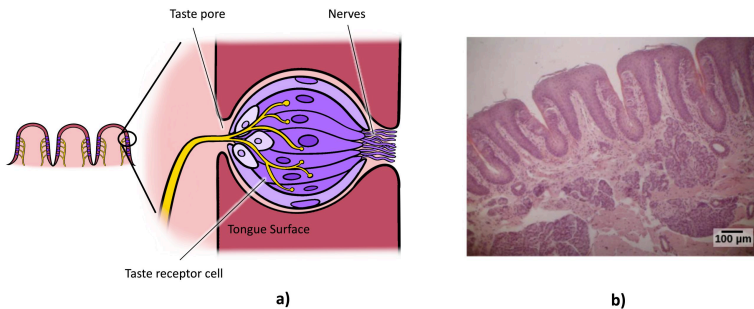 Taste pore
Nerves
Tongue Surface
Taste receptor cell
100 µm
a)
b)